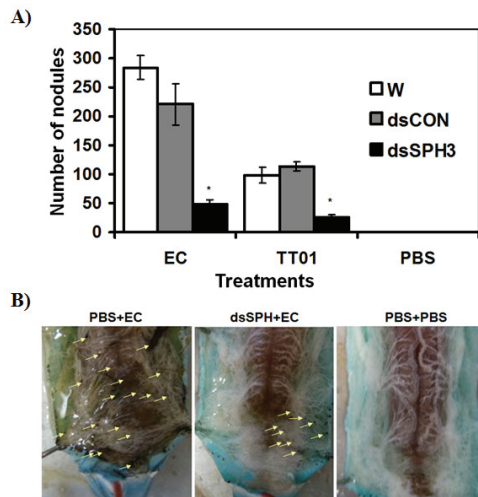 A)
350
300
250
200
150
100
50
0
Number of nodules
W
dsCON
dsSPH3
*
*
EC TT01 PBS
Treatments
B)
PBS+EC dsSPH+EC PBS+PBS